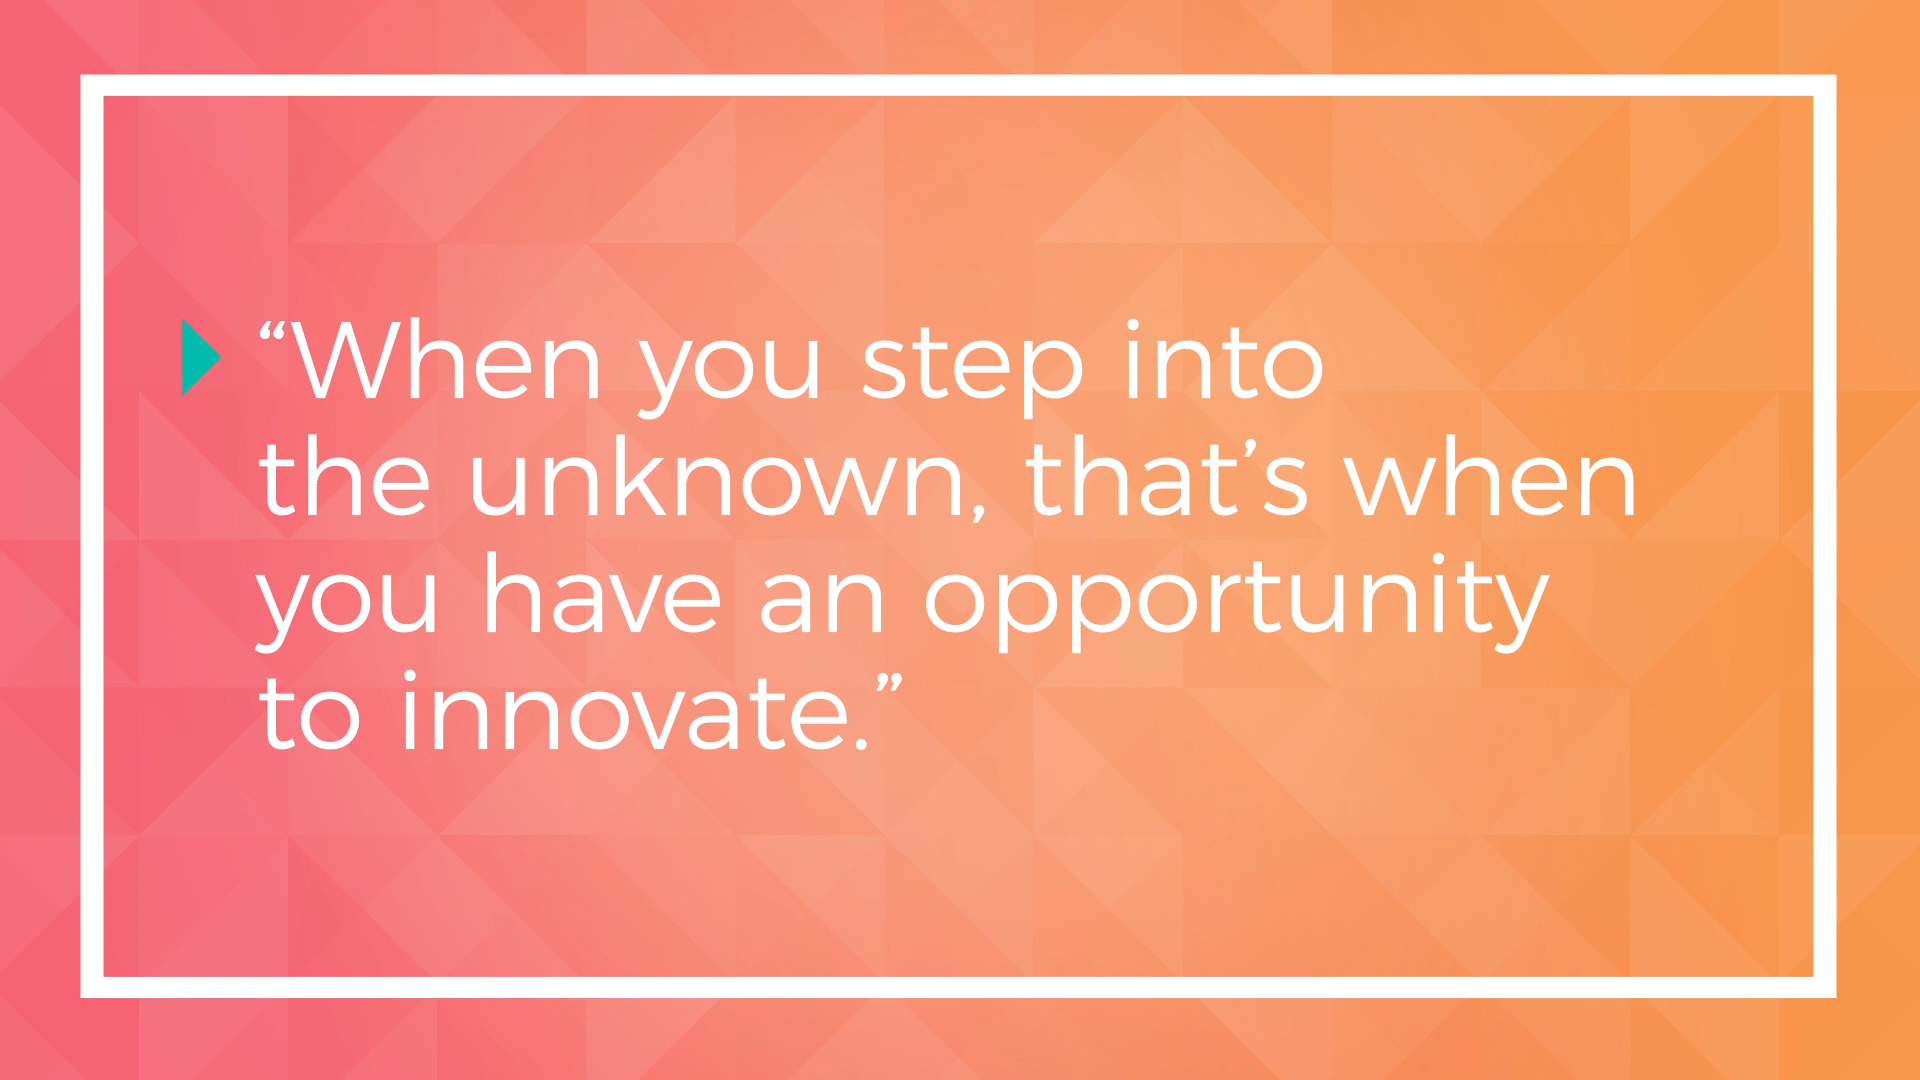 “When you step into
the unknown, that’s when
you have an opportunity
to innovate.”